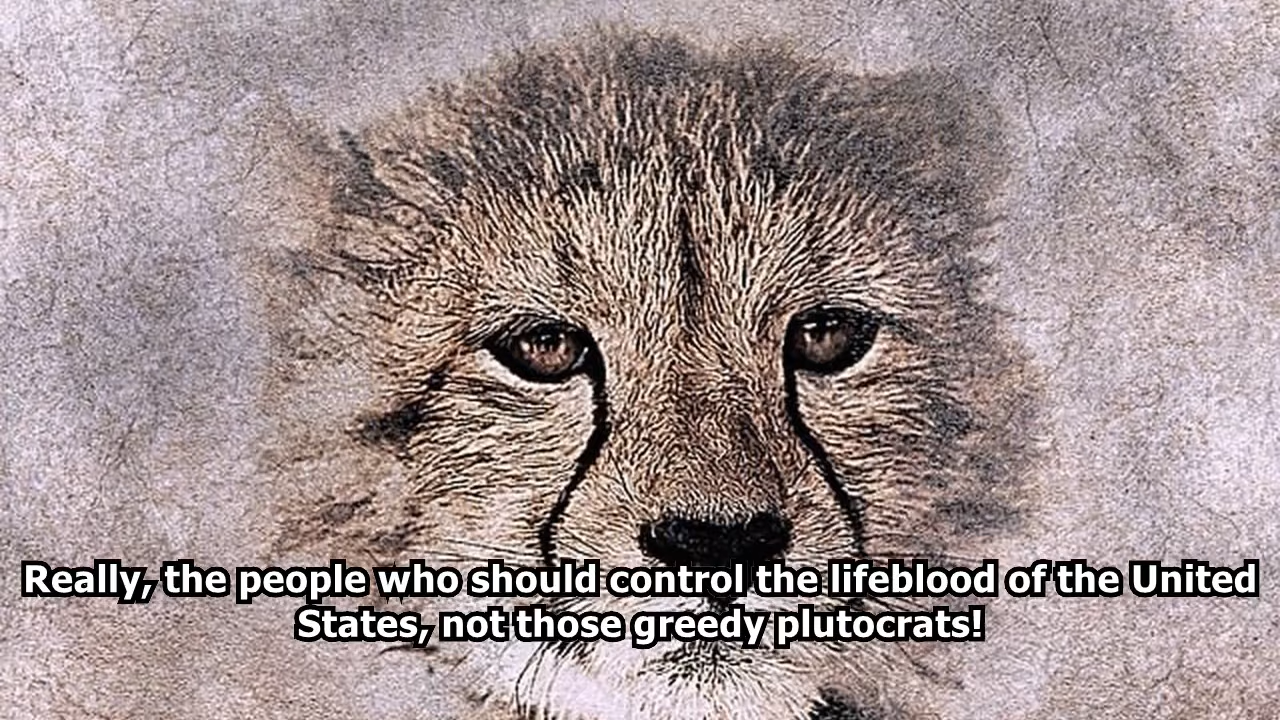 Really, the people who should control the lifeblood of the United
States, not those greedy plutocrats!